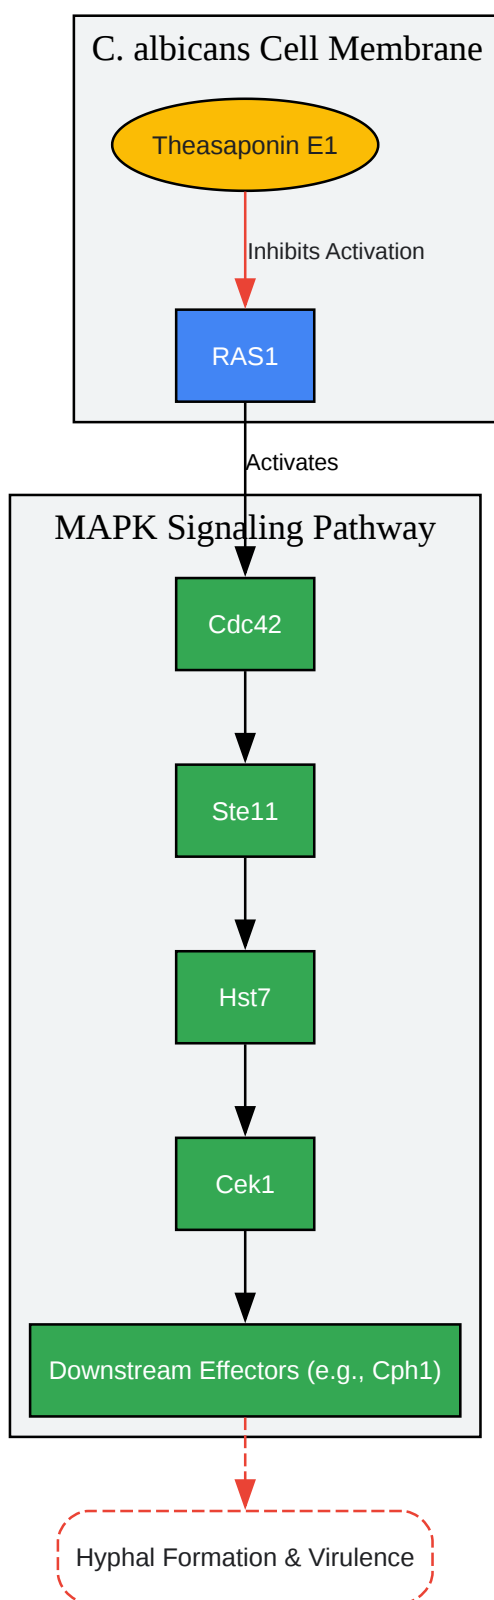 C. albicans Cell Membrane
Theasaponin E1
Inhibits Activation
RAS1
Activates
MAPK Signaling Pathway
Cdc42
Ste11
Hst7
Cek1
Downstream Effectors (e.g., Cph1)
Hyphal Formation & Virulence